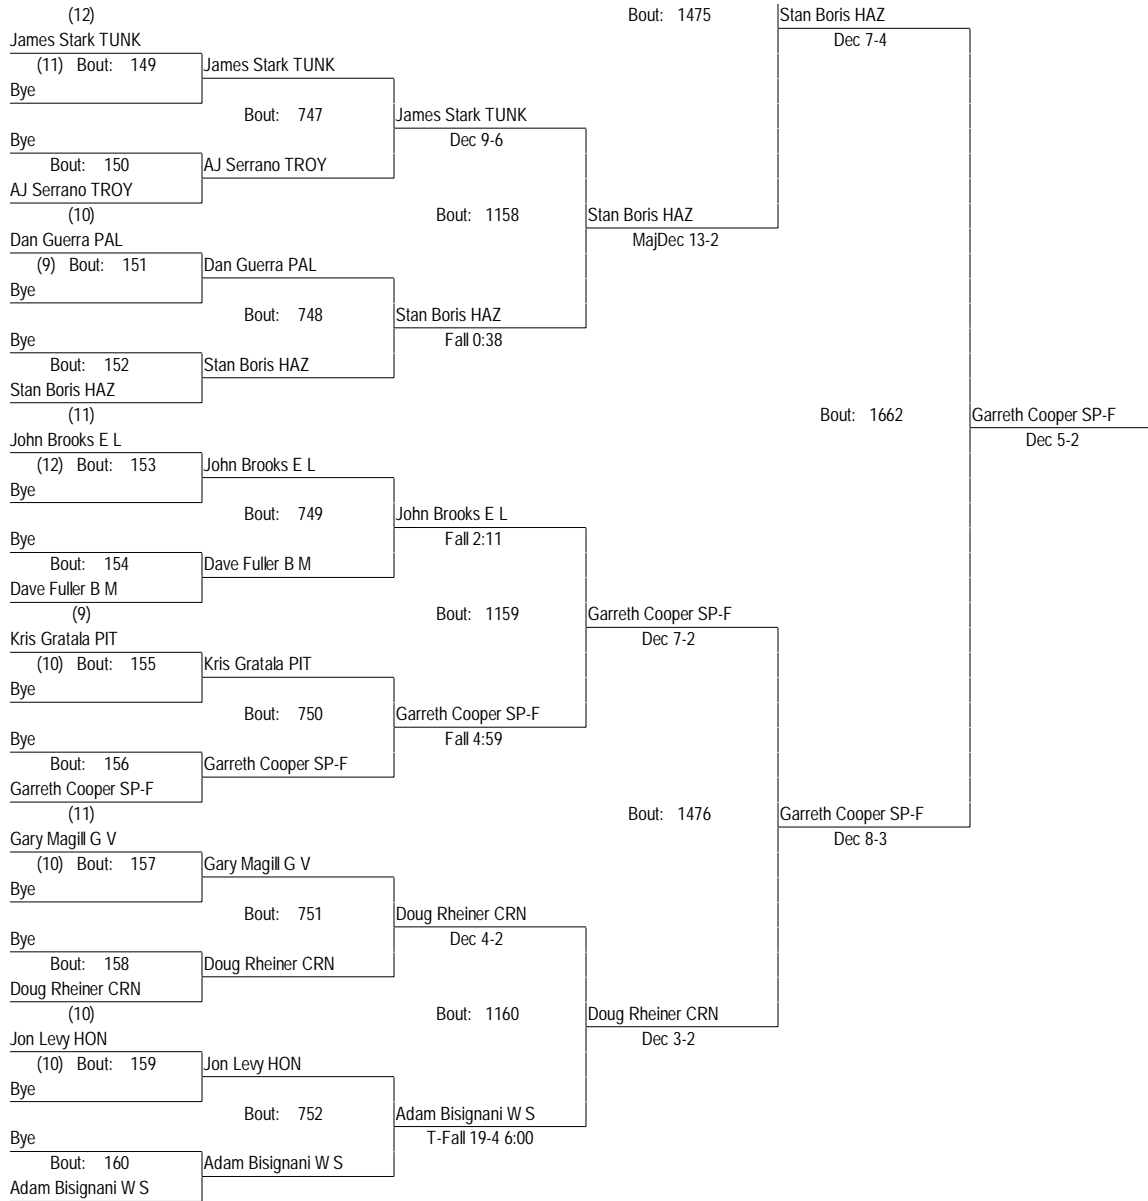 (12) Bout: 1475 Stan Boris HAZ
James Stark TUNK Dec 7-4
(11) Bout: 149 James Stark TUNK
Bye
Bout: 747 James Stark TUNK
Bye Dec 9-6
Bout: 150 AJ Serrano TROY
AJ Serrano TROY
(10) Bout: 1158 Stan Boris HAZ
Dan Guerra PAL MajDec 13-2
(9) Bout: 151 Dan Guerra PAL
Bye
Bout: 748 Stan Boris HAZ
Bye Fall 0:38
Bout: 152 Stan Boris HAZ
Stan Boris HAZ
(11) Bout: 1662 Garreth Cooper SP-F
John Brooks E L Dec 5-2
(12) Bout: 153 John Brooks E L
Bye
Bout: 749 John Brooks E L
Bye Fall 2:11
Bout: 154 Dave Fuller B M
Dave Fuller B M
(9) Bout: 1159 Garreth Cooper SP-F
Kris Gratala PIT Dec 7-2
(10) Bout: 155 Kris Gratala PIT
Bye
Bout: 750 Garreth Cooper SP-F
Bye Fall 4:59
Bout: 156 Garreth Cooper SP-F
Garreth Cooper SP-F
(11) Bout: 1476 Garreth Cooper SP-F
Gary Magill G V Dec 8-3
(10) Bout: 157 Gary Magill G V
Bye
Bout: 751 Doug Rheiner CRN
Bye Dec 4-2
Bout: 158 Doug Rheiner CRN
Doug Rheiner CRN
(10) Bout: 1160 Doug Rheiner CRN
Jon Levy HON Dec 3-2
(10) Bout: 159 Jon Levy HON
Bye
Bout: 752 Adam Bisignani W S
Bye T-Fall 19-4 6:00
Bout: 160 Adam Bisignani W S
Adam Bisignani W S